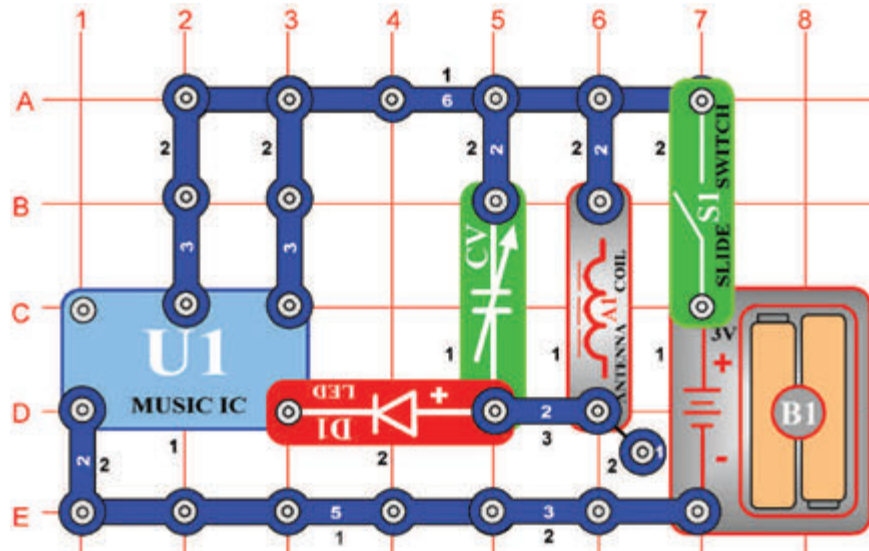 1 2 3 4 5 6 7 8
A
1
6
2 2 2 2 2 2 2
B
3 3
CV
S1
SLIDE SWITCH
C
U1
MUSIC IC
1
A1
ANTENNA COIL
1
1
3V
+
-
B1
D
D1
LED
+
2
3
2
1
2
2
1
2
E
5
1
3
2